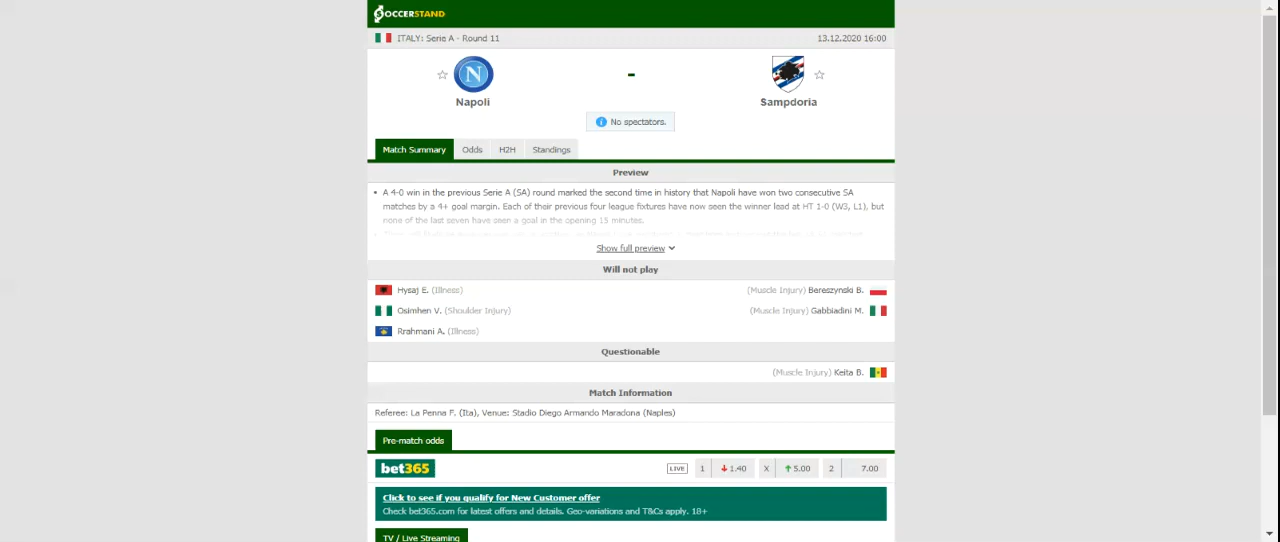 SOCCERSTAND
ITALY: Serie A - Round 11 13.12.2020 16:00
-
Napoli Sampdoria
No spectators.
Match Summary Odds H2H Standings
Preview
• A 4-0 win in the previous Serie A (SA) round marked the second time in history that Napoli have won two consecutive SA
matches by a 4+ goal margin. Each of their previous four league fixtures have now seen the winner lead at HT 1-0 (W3, L1), but
none of the last seven have seen a goal in the opening 15 minutes.
Show full preview
Will not play
Hysaj E. (Illness) (Muscle Injury) Bereszynski B.
Osimhen V. (Shoulder Injury) (Muscle Injury) Gabbiadini M.
Rrahmani A. (Illness)
Questionable
(Muscle Injury) Keita B.
Match Information
Referee: La Penna F. (Ita), Venue: Stadio Diego Armando Maradona (Naples)
Pre-match odds
bet365 LIVE 1 1.40 X 5.00 2 7.00
Click to see if you qualify for New Customer offer
Check bet365.com for latest offers and details. Geo-variations and T&Cs apply. 18+
TV / Live Streaming